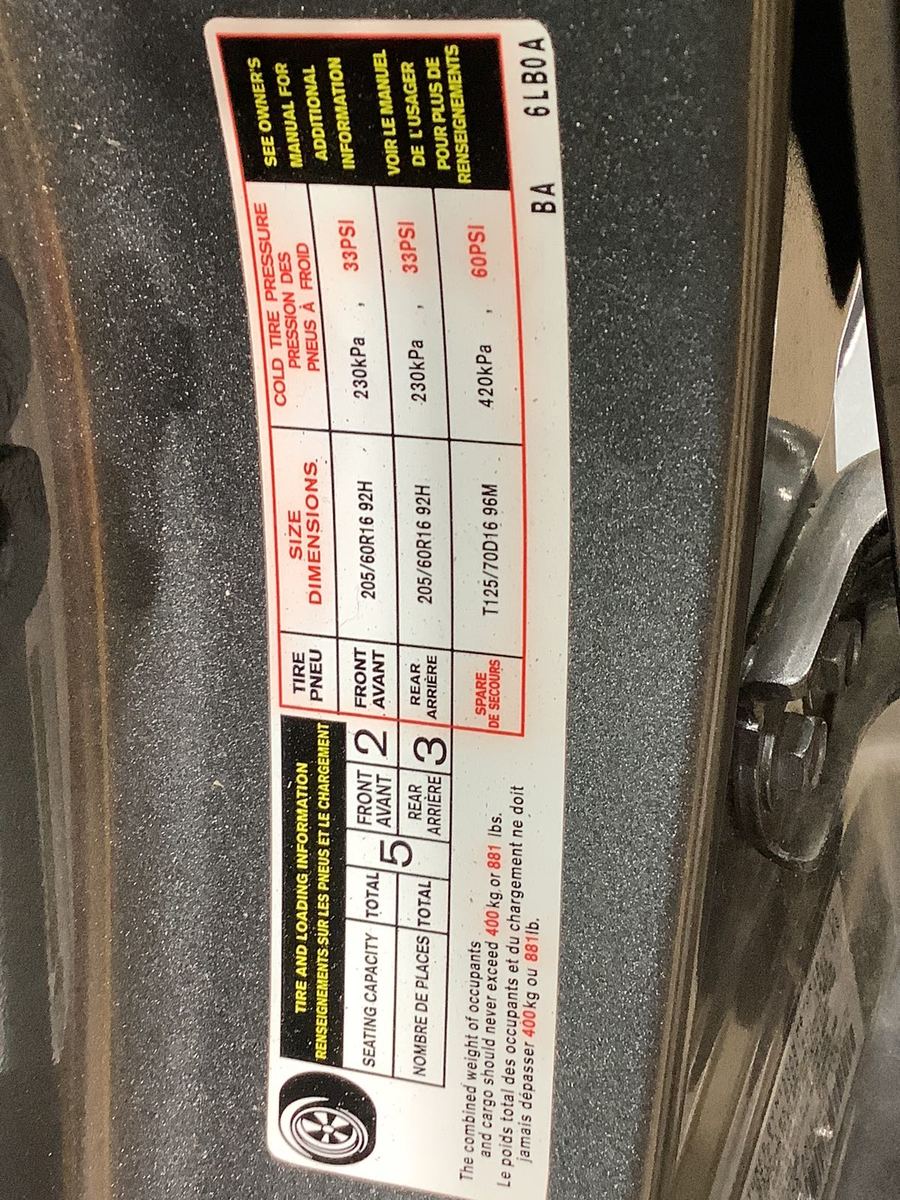 TIRE AND LOADING INFORMATION
RENSEIGNEMENTS SUR LES PNEUS ET LE CHARGEMENT
SEATING CAPACITY
NOMBRE DE PLACES
TOTAL
TOTAL
5
FRONT
AVANT
2
REAR
ARRIÈRE
3
The combined weight of occupants
and cargo should never exceed 400 kg or 881 lbs.
Le poids total des occupants et du chargement ne doit
jamais dépasser 400 kg ou 881 lb.
TIRE
PNEU
SIZE
DIMENSIONS
COLD TIRE PRESSURE
PRESSION DES
PNEUS À FROID
FRONT
AVANT
205/60R16 92H
230kPa , 33PSI
REAR
ARRIÈRE
205/60R16 92H
230kPa , 33PSI
SPARE
DE SECOURS
T125/70D16 96M
420kPa , 60PSI
SEE OWNER'S
MANUAL FOR
ADDITIONAL
INFORMATION
VOIR LE MANUEL
DE L'USAGER
POUR PLUS DE
RENSEIGNEMENTS
BA 6LB0A